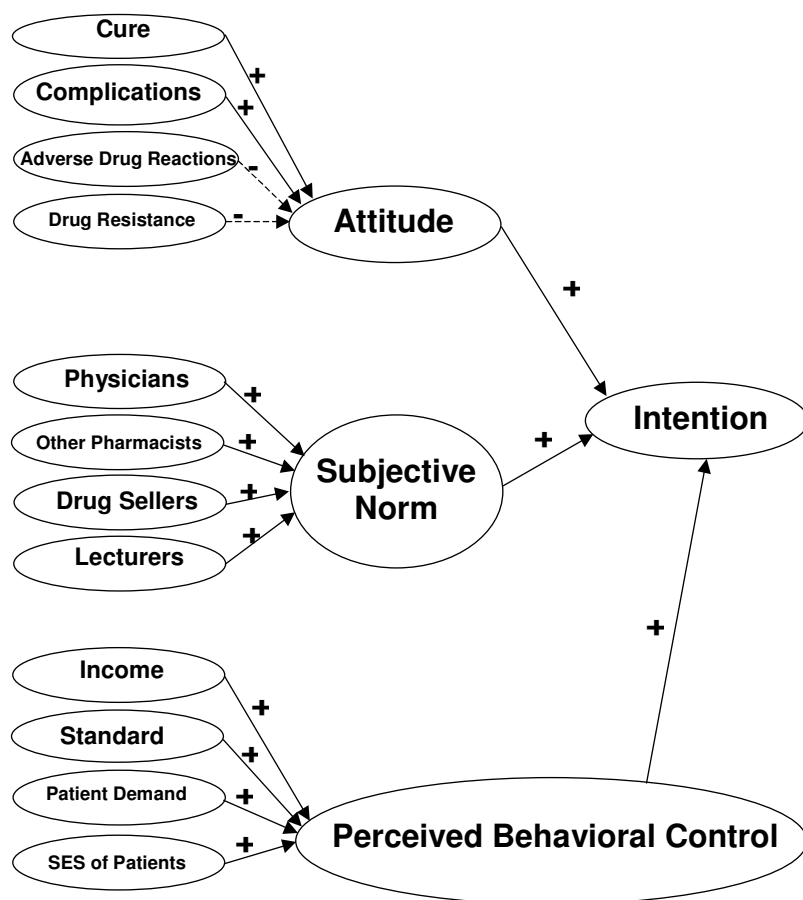 Cure
+
Complications
+
Adverse Drug Reactions
-
Drug Resistance
-
Attitude
+
Physicians
+
Other Pharmacists
+
Drug Sellers
+
Lecturers
+
Subjective
Norm
+
Intention
Income
+
Standard
+
Patient Demand
+
SES of Patients
+
Perceived Behavioral Control
+